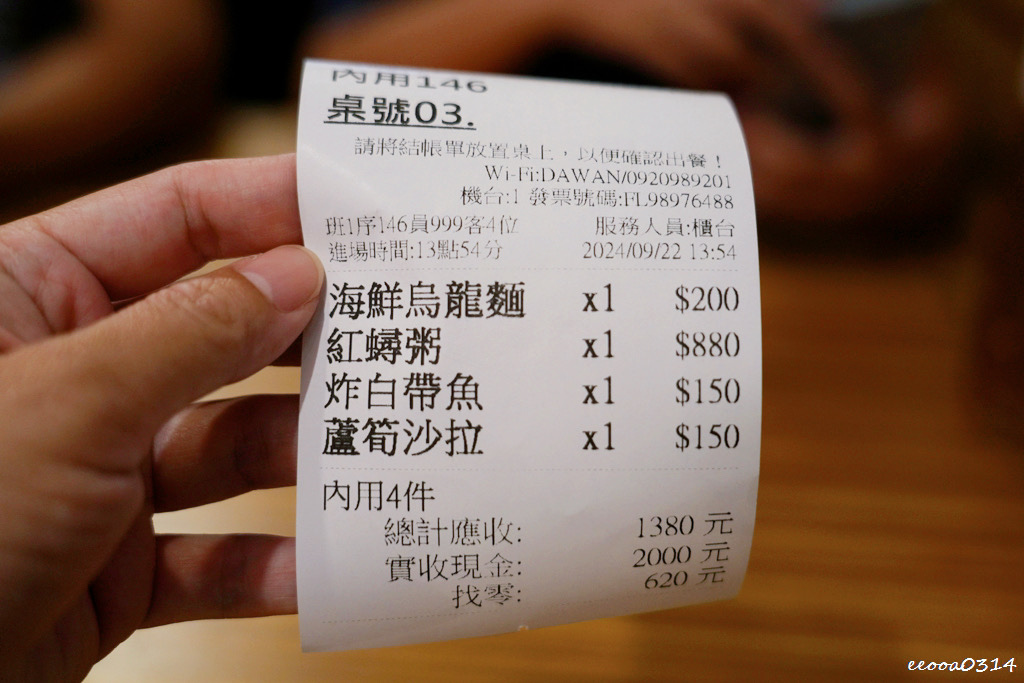 內用146
桌號03.
請將結帳單放置桌上，以便確認出餐！
Wi-Fi:DAWAN/0920989201
機台:1 發票號碼:FL98976488
班1序146員999客4位 服務人員:櫃台
進場時間:13點54分 2024/09/22 13:54
海鮮烏龍麵 x1 $200
紅蟳粥 x1 $880
炸白帶魚 x1 $150
蘆筍沙拉 x1 $150
內用4件
總計應收: 1380 元
實收現金: 2000 元
找零: 620 元
eeooa0314